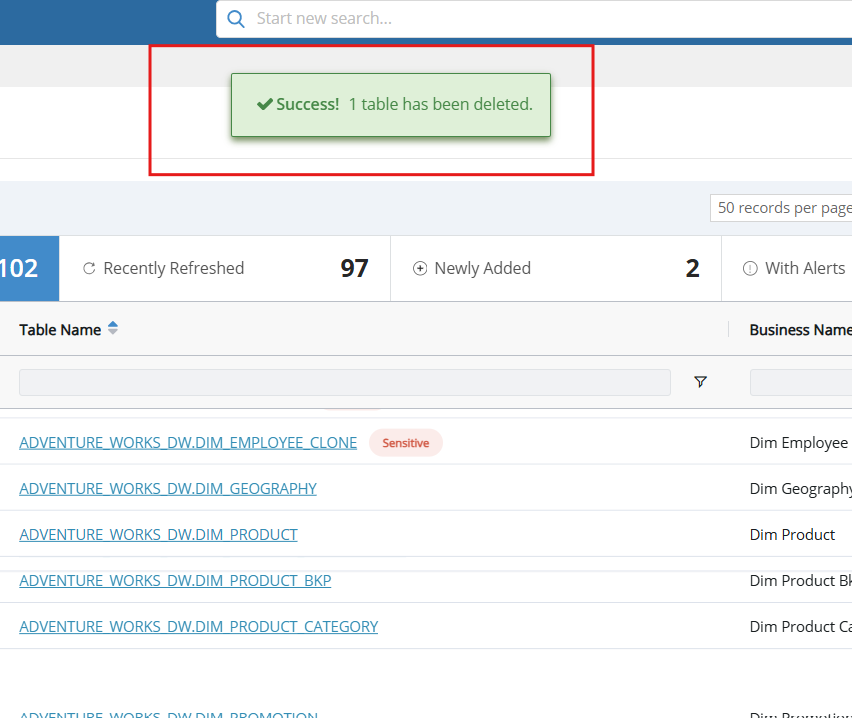 Start new search...
Success! 1 table has been deleted.
50 records per page
102 Recently Refreshed 97 Newly Added 2 With Alerts
Table Name Business Name
ADVENTURE_WORKS_DW.DIM_EMPLOYEE_CLONE Sensitive Dim Employee
ADVENTURE_WORKS_DW.DIM_GEOGRAPHY Dim Geography
ADVENTURE_WORKS_DW.DIM_PRODUCT Dim Product
ADVENTURE_WORKS_DW.DIM_PRODUCT_BKP Dim Product Bk
ADVENTURE_WORKS_DW.DIM_PRODUCT_CATEGORY Dim Product Ca
ADVENTURE_WORKS_DW.DIM_PROMOTION Dim Promotion